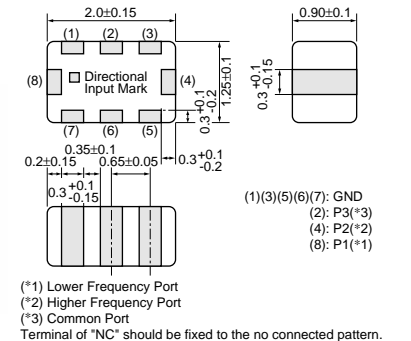 2.0±0.15
0.90±0.1
(1) (2) (3)
(8) Directional (4)
Input Mark
1.25±0.1
0.3 +0.1 -0.2
0.3 +0.1 -0.15
(7) (6) (5)
0.35±0.1
0.2±0.15 0.65±0.05
0.3 +0.1 -0.2
0.3 +0.1 -0.15
(1)(3)(5)(6)(7): GND
(2): P3(*3)
(4): P2(*2)
(8): P1(*1)
(*1) Lower Frequency Port
(*2) Higher Frequency Port
(*3) Common Port
Terminal of "NC" should be fixed to the no connected pattern.